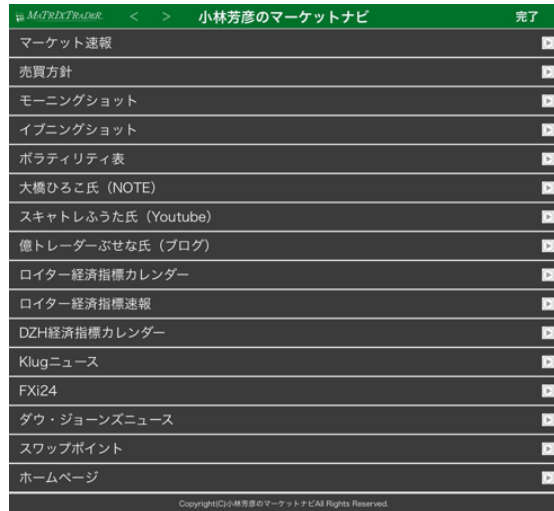 MATRIXTRADER. < > 小林芳彦のマーケットナビ 完了
マーケット速報
売買方針
モーニングショット
イブニングショット
ボラティリティ表
大橋ひろこ氏（NOTE）
スキャトレふうた氏（Youtube）
億トレーダーぶせな氏（ブログ）
ロイター経済指標カレンダー
ロイター経済指標速報
DZH経済指標カレンダー
Klugニュース
FXi24
ダウ・ジョーンズニュース
スワップポイント
ホームページ
Copyright(C)小林芳彦のマーケットナビAll Rights Reserved.